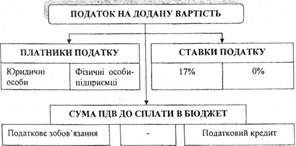 ПОДАТОК НА ДОДАНУ ВАРТІСТЬ
ПЛАТНИКИ ПОДАТКУ
СТАВКИ ПОДАТКУ
Юридичні особи
Фізичні особи-підприємці
17%
0%
СУМА ПДВ ДО СПЛАТИ В БЮДЖЕТ
Податкове зобов`язання
-
Податковий кредит